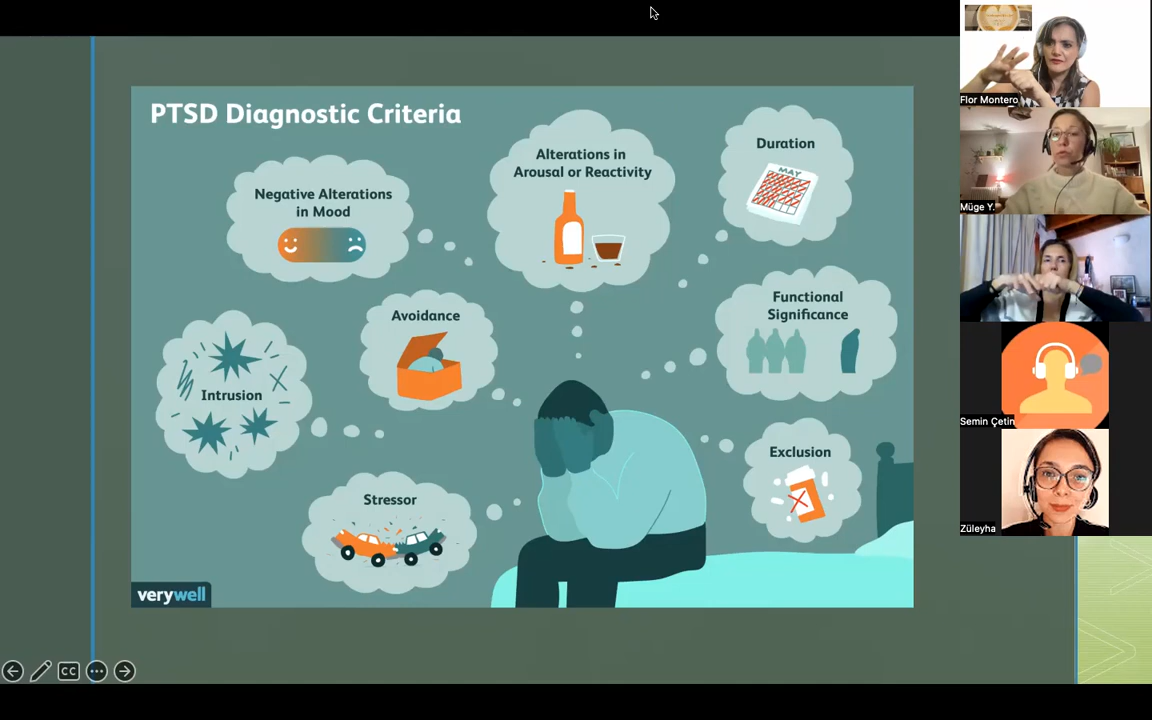 PTSD Diagnostic Criteria
Negative Alterations
in Mood
Alterations in
Arousal or Reactivity
Duration
MAY
Avoidance
Functional
Significance
Intrusion
Stressor
Exclusion
verywell
CC
Flor Montero
Müge Y.
Semin Çetin
Züleyha